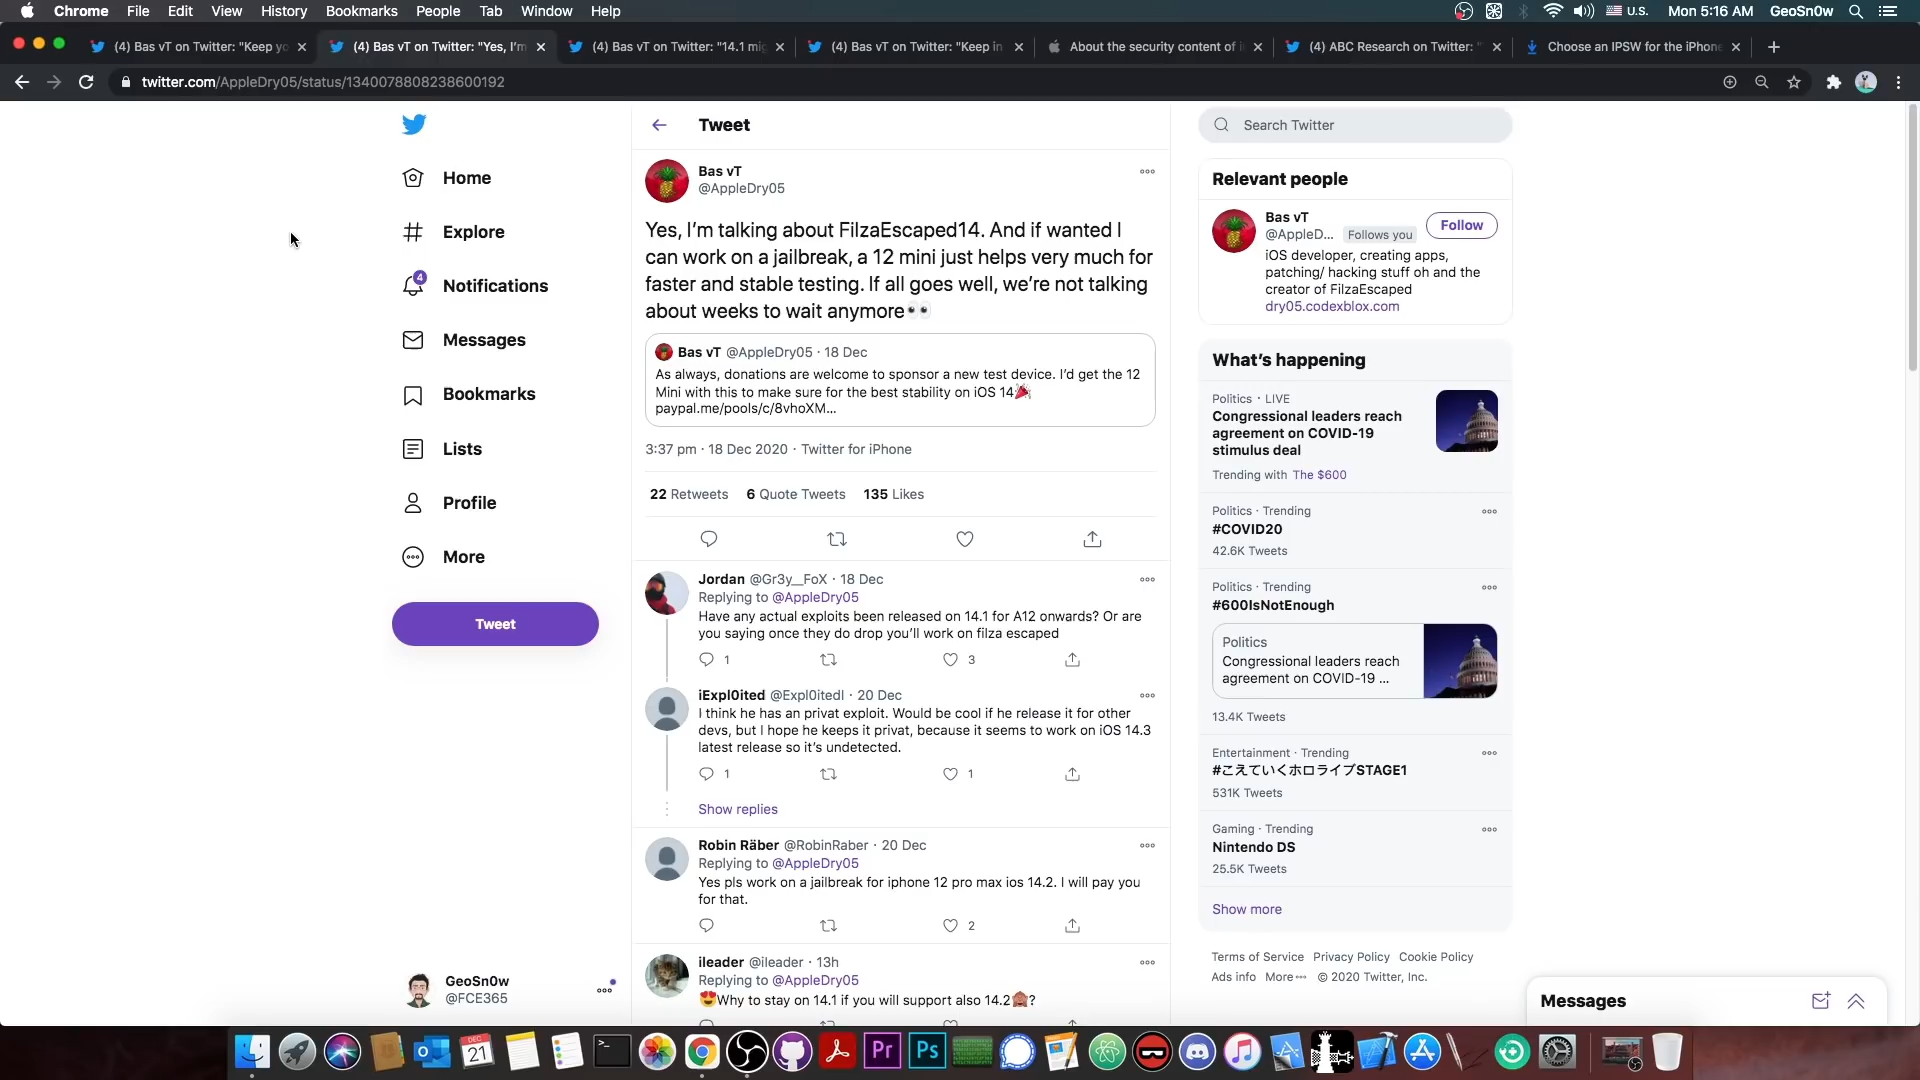 Chrome File Edit View History Bookmarks People Tab Window Help
U.S. Mon 5:16 AM GeoSn0w
(4) Bas vT on Twitter: "Keep yo
(4) Bas vT on Twitter: "Yes, I'm
(4) Bas vT on Twitter: "14.1 mig
(4) Bas vT on Twitter: "Keep in
About the security content of i
(4) ABC Research on Twitter: "
Choose an IPSW for the iPhone
twitter.com/AppleDry05/status/1340078808238600192
Home
Explore
4
Notifications
Messages
Bookmarks
Lists
Profile
More
Tweet
GeoSn0w
@FCE365
Tweet
Bas vT
@AppleDry05
Yes, I'm talking about FilzaEscaped14. And if wanted I
can work on a jailbreak, a 12 mini just helps very much for
faster and stable testing. If all goes well, we're not talking
about weeks to wait anymore👀
Bas vT @AppleDry05 · 18 Dec
As always, donations are welcome to sponsor a new test device. I'd get the 12
Mini with this to make sure for the best stability on iOS 14🎉
paypal.me/pools/c/8vhoXM...
3:37 pm · 18 Dec 2020 · Twitter for iPhone
22 Retweets 6 Quote Tweets 135 Likes
Jordan @Gr3y__FoX · 18 Dec
Replying to @AppleDry05
Have any actual exploits been released on 14.1 for A12 onwards? Or are
you saying once they do drop you'll work on filza escaped
1 3
iExpl0ited @Expl0itedI · 20 Dec
I think he has an privat exploit. Would be cool if he release it for other
devs, but I hope he keeps it privat, because it seems to work on iOS 14.3
latest release so it's undetected.
1 1
Show replies
Robin Räber @RobinRaber · 20 Dec
Replying to @AppleDry05
Yes pls work on a jailbreak for iphone 12 pro max ios 14.2. I will pay you
for that.
2
ileader @ileader · 13h
Replying to @AppleDry05
😍Why to stay on 14.1 if you will support also 14.2🙈?
Search Twitter
Relevant people
Bas vT
@AppleD... Follows you
Follow
iOS developer, creating apps,
patching/ hacking stuff oh and the
creator of FilzaEscaped
dry05.codexblox.com
What's happening
Politics · LIVE
Congressional leaders reach
agreement on COVID-19
stimulus deal
Trending with The $600
Politics · Trending
#COVID20
42.6K Tweets
Politics · Trending
#600IsNotEnough
Politics
Congressional leaders reach
agreement on COVID-19 ...
13.4K Tweets
Entertainment · Trending
#こえていくホロライブSTAGE1
531K Tweets
Gaming · Trending
Nintendo DS
25.5K Tweets
Show more
Terms of Service Privacy Policy Cookie Policy
Ads info More © 2020 Twitter, Inc.
Messages
DEC
21
Pr
Ps